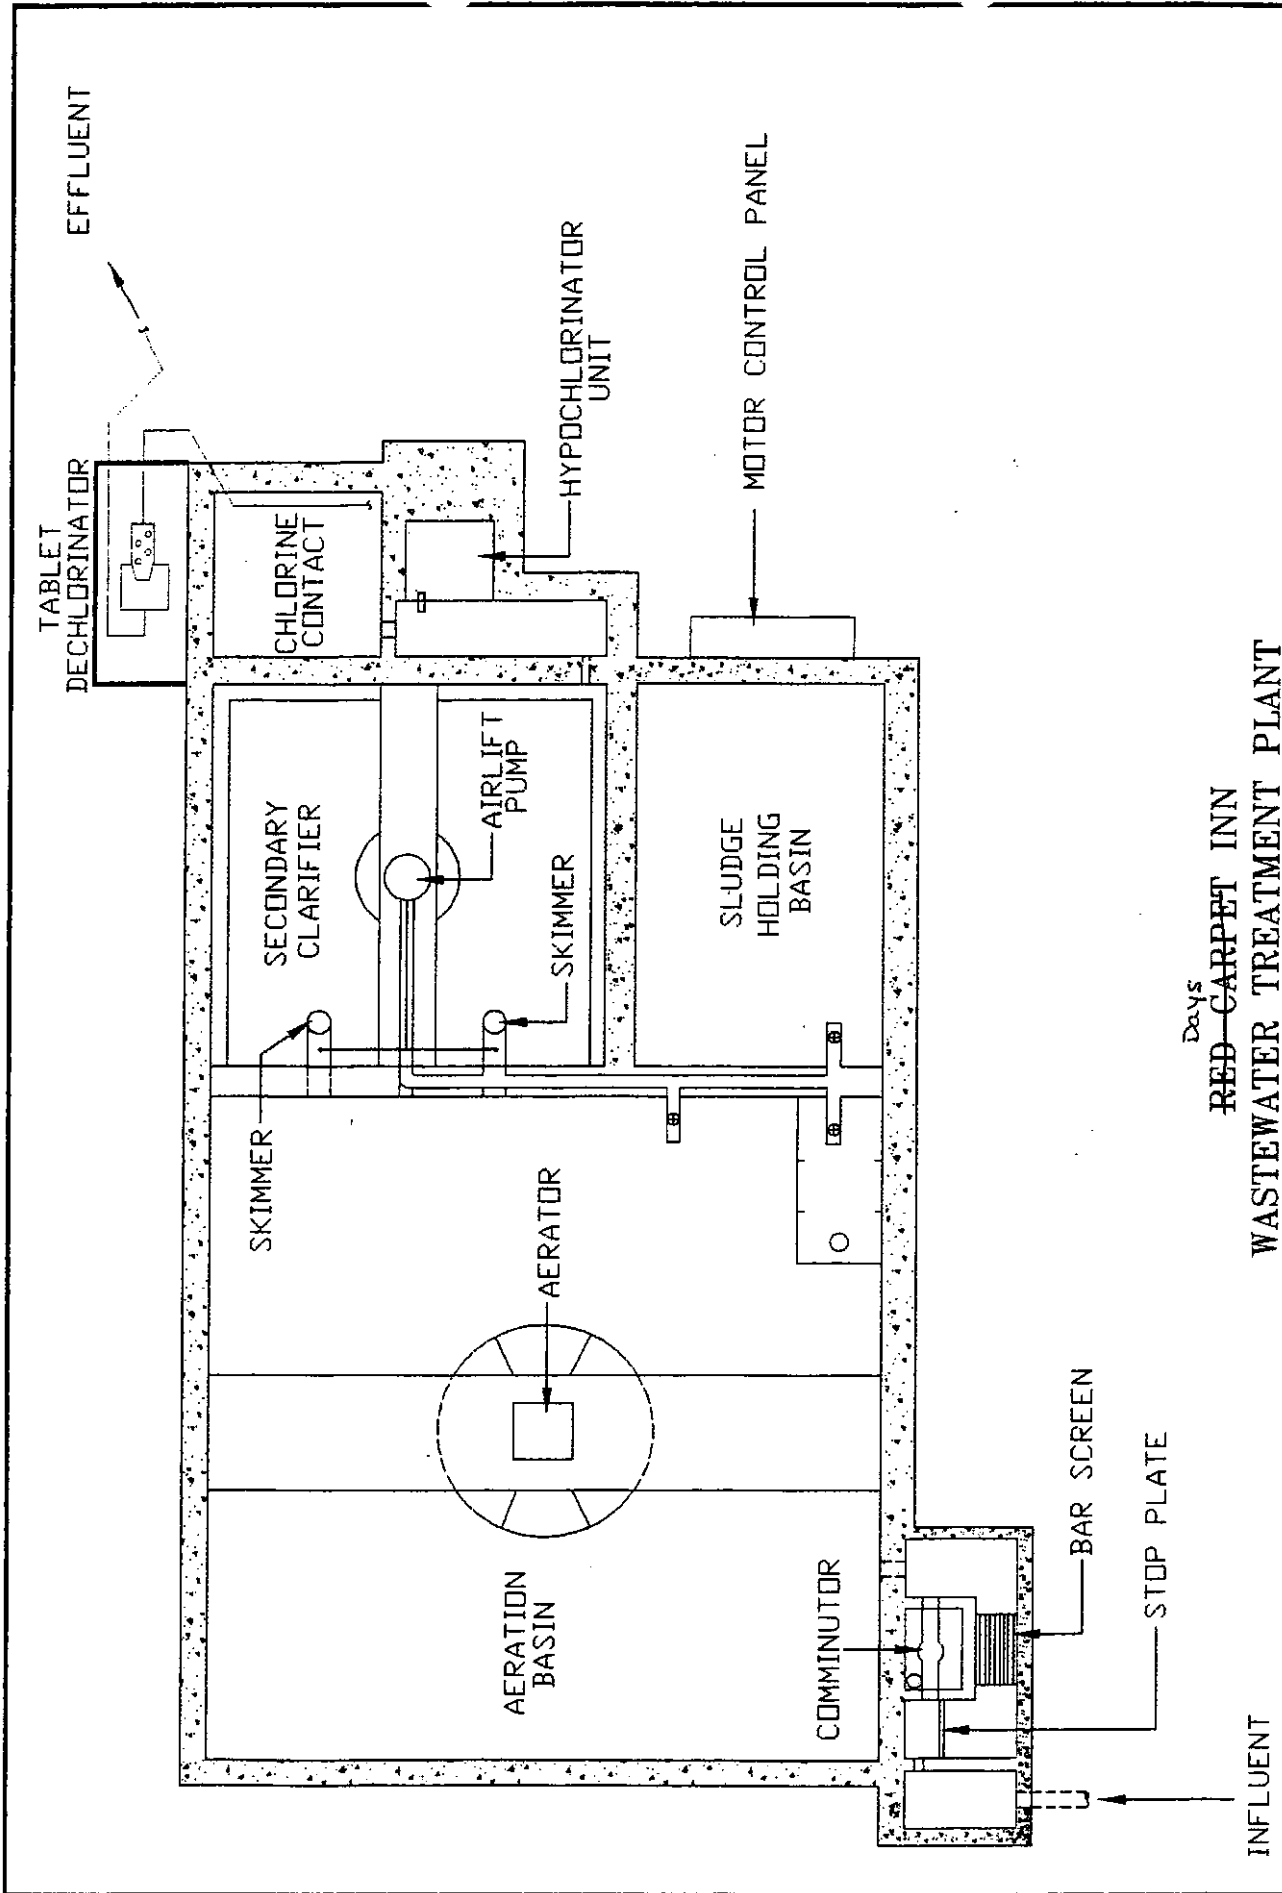 TABLET
DECHLORINATOR
EFFLUENT
CHLORINE
CONTACT
HYPOCHLORINATOR
UNIT
MOTOR CONTROL PANEL
SECONDARY
CLARIFIER
AIRLIFT
PUMP
SKIMMER
SKIMMER
SLUDGE
HOLDING
BASIN
AERATOR
AERATION
BASIN
COMMINUTOR
BAR SCREEN
STOP PLATE
INFLUENT
Days
RED CARPET INN
WASTEWATER TREATMENT PLANT